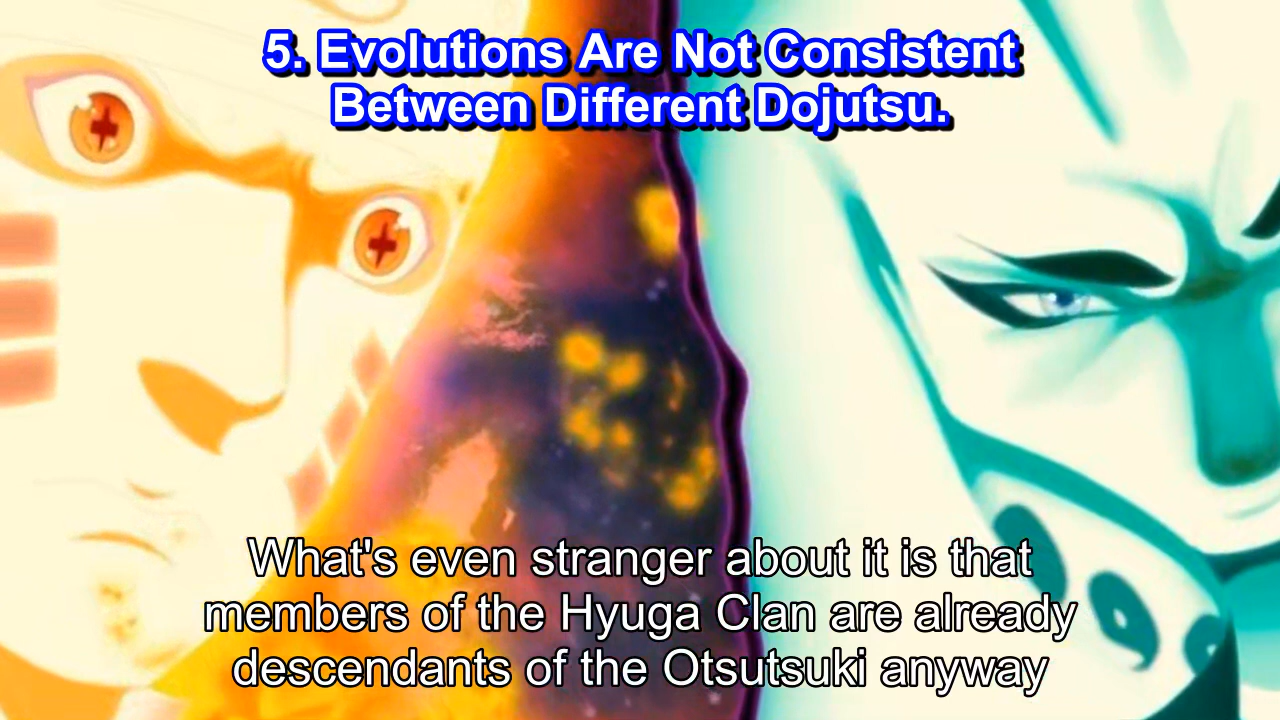 5. Evolutions Are Not Consistent
Between Different Dojutsu.
What's even stranger about it is that
members of the Hyuga Clan are already
descendants of the Otsutsuki anyway